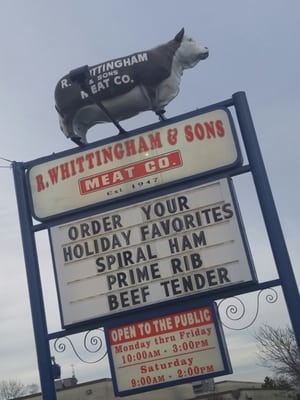 R. WHITTINGHAM
& SONS
MEAT CO.
R. WHITTINGHAM & SONS
MEAT CO.
Est 1947
ORDER YOUR
HOLIDAY FAVORITES
SPIRAL HAM
PRIME RIB
BEEF TENDER
OPEN TO THE PUBLIC
Monday thru Friday
10:00AM - 3:00PM
Saturday
9:00AM - 2:00PM